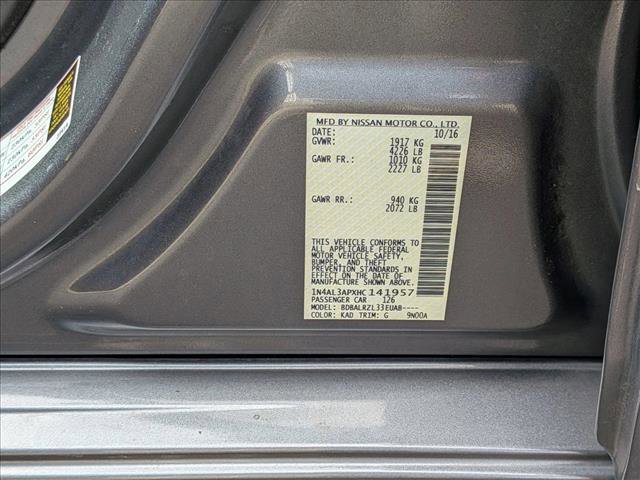 MFD BY NISSAN MOTOR CO., LTD.
DATE: 10/16
GVWR: 1917 KG
4226 LB
GAWR FR: 1010 KG
2227 LB
GAWR RR.: 940 KG
2072 LB
THIS VEHICLE CONFORMS TO
ALL APPLICABLE FEDERAL
MOTOR VEHICLE SAFETY,
BUMPER, AND THEFT
PREVENTION STANDARDS IN
EFFECT ON THE DATE OF
MANUFACTURE SHOWN ABOVE.
1N4AL3APXHC 141957
PASSENGER CAR 126
MODEL: BDBALRZL33EUAB----
COLOR: KAD TRIM: G 9N00A